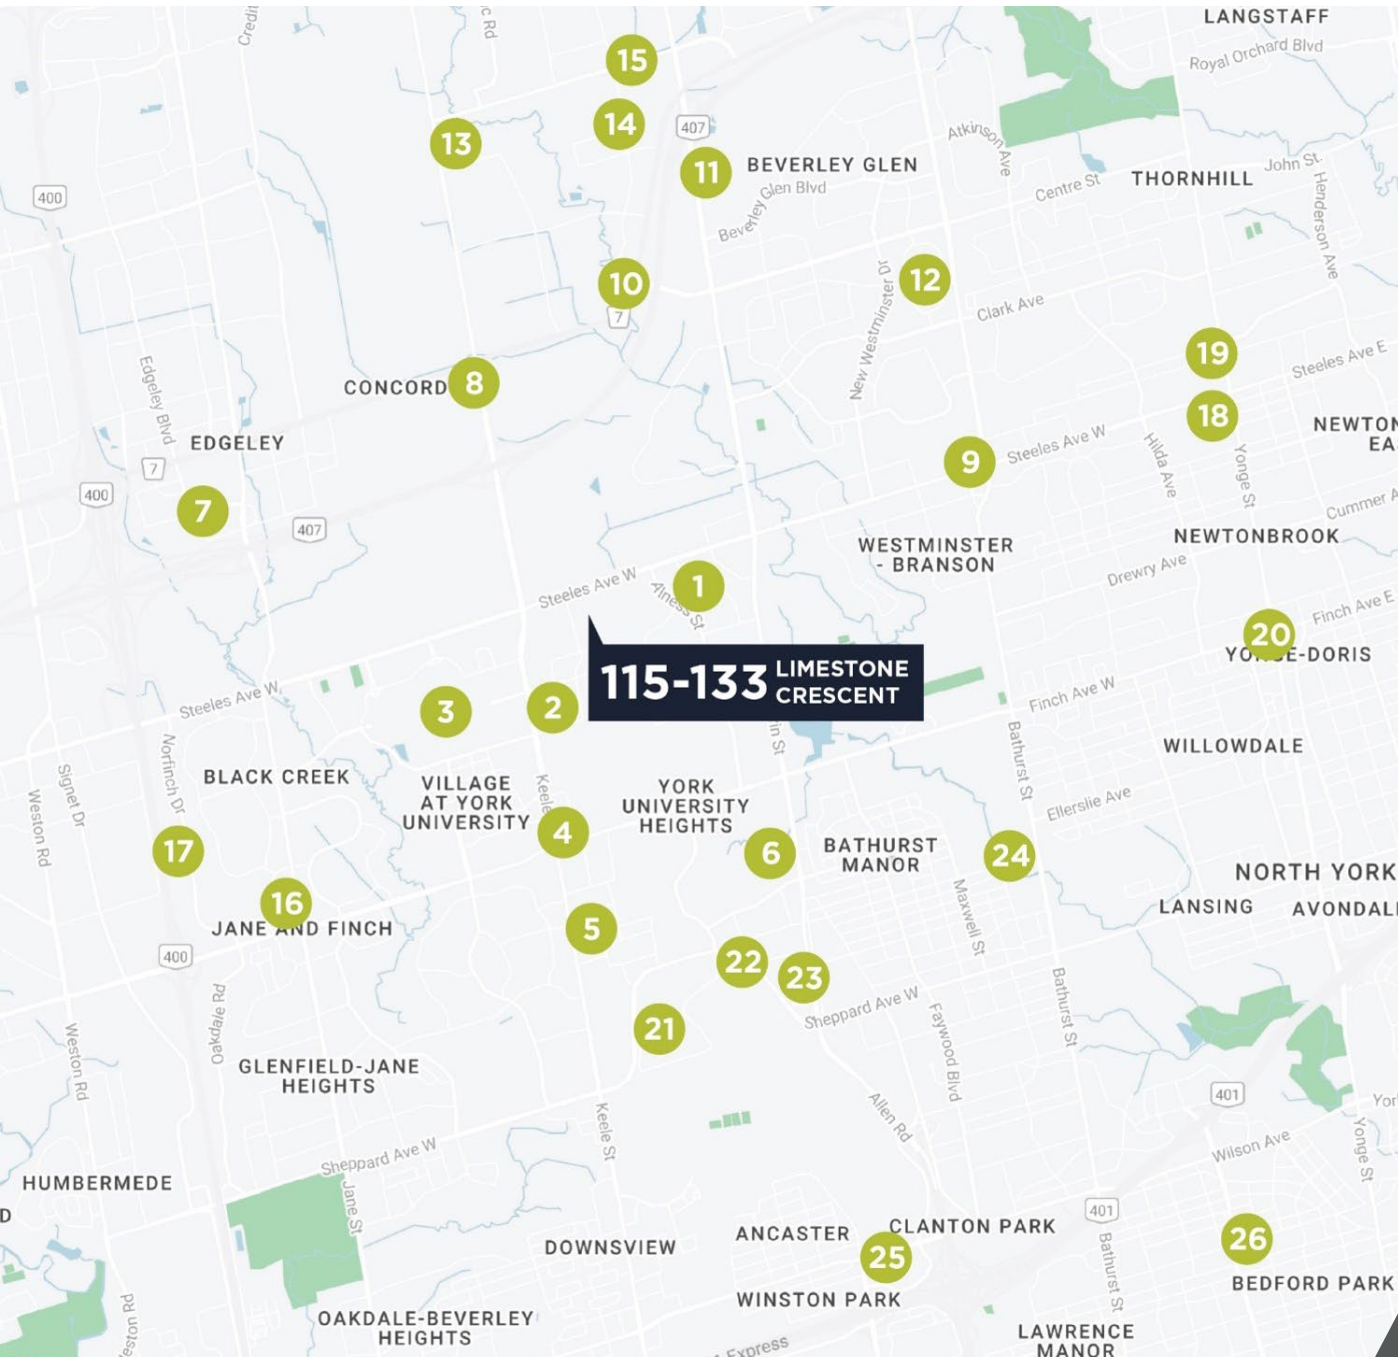 LANGSTAFF
Royal Orchard Blvd
15
14
407
13
11
BEVERLEY GLEN
Beverley Glen Blvd
Atkinson Ave
Centre St
THORNHILL
John St
Henderson Ave
400
10
7
12
New Westminster Dr
Clark Ave
19
Steeles Ave E
18
CONCORD
8
Edgeley Blvd
EDGELEY
7
400
7
407
9
Steeles Ave W
Hilda Ave
Yonge St
NEWTONBROOK
WESTMINSTER
- BRANSON
Drewry Ave
Finch Ave E
20
Steeles Ave W
1
Alness St
115-133 LIMESTONE
CRESCENT
Steeles Ave W
3
2
Finch Ave W
Bathurst St
WILLOWDALE
Norfinch Dr
Signet Dr
Weston Rd
BLACK CREEK
VILLAGE
AT YORK
UNIVERSITY
Keele
YORK
UNIVERSITY
HEIGHTS
Ellerslie Ave
17
4
6
BATHURST
MANOR
24
NORTH YORK
16
JANE AND FINCH
5
Maxwell St
LANSING
400
22
23
Sheppard Ave W
Bathurst St
Oakdale Rd
Weston Rd
21
Faywood Blvd
GLENFIELD-JANE
HEIGHTS
401
Allen Rd
Keele St
Wilson Ave
Yonge St
Sheppard Ave W
HUMBERMEDE
Jane St
DOWNSVIEW
ANCASTER
CLANTON PARK
401
25
26
Bathurst St
WINSTON PARK
BEDFORD PARK
OAKDALE-BEVERLEY
HEIGHTS
Express
LAWRENCE
MANOR